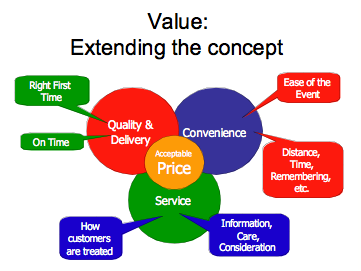 Value:
Extending the concept
Right First
Time
On Time
Quality &
Delivery
Convenience
Ease of the
Event
Distance,
Time,
Remembering,
etc.
Acceptable
Price
Service
How
customers
are treated
Information,
Care,
Consideration